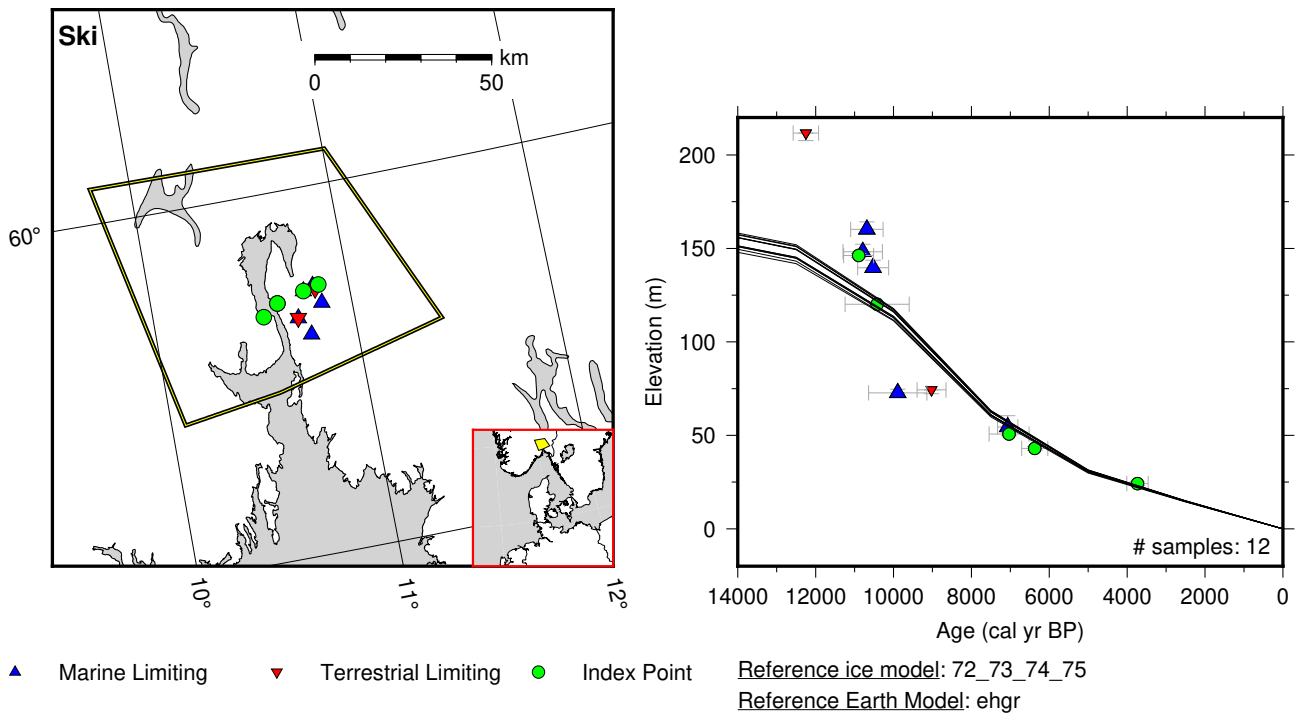 Ski
km
0 50
60°
10° 11° 12°
Elevation (m)
200
150
100
50
0
# samples: 12
14000 12000 10000 8000 6000 4000 2000 0
Age (cal yr BP)
Marine Limiting Terrestrial Limiting Index Point
Reference ice model: 72_73_74_75
Reference Earth Model: ehgr